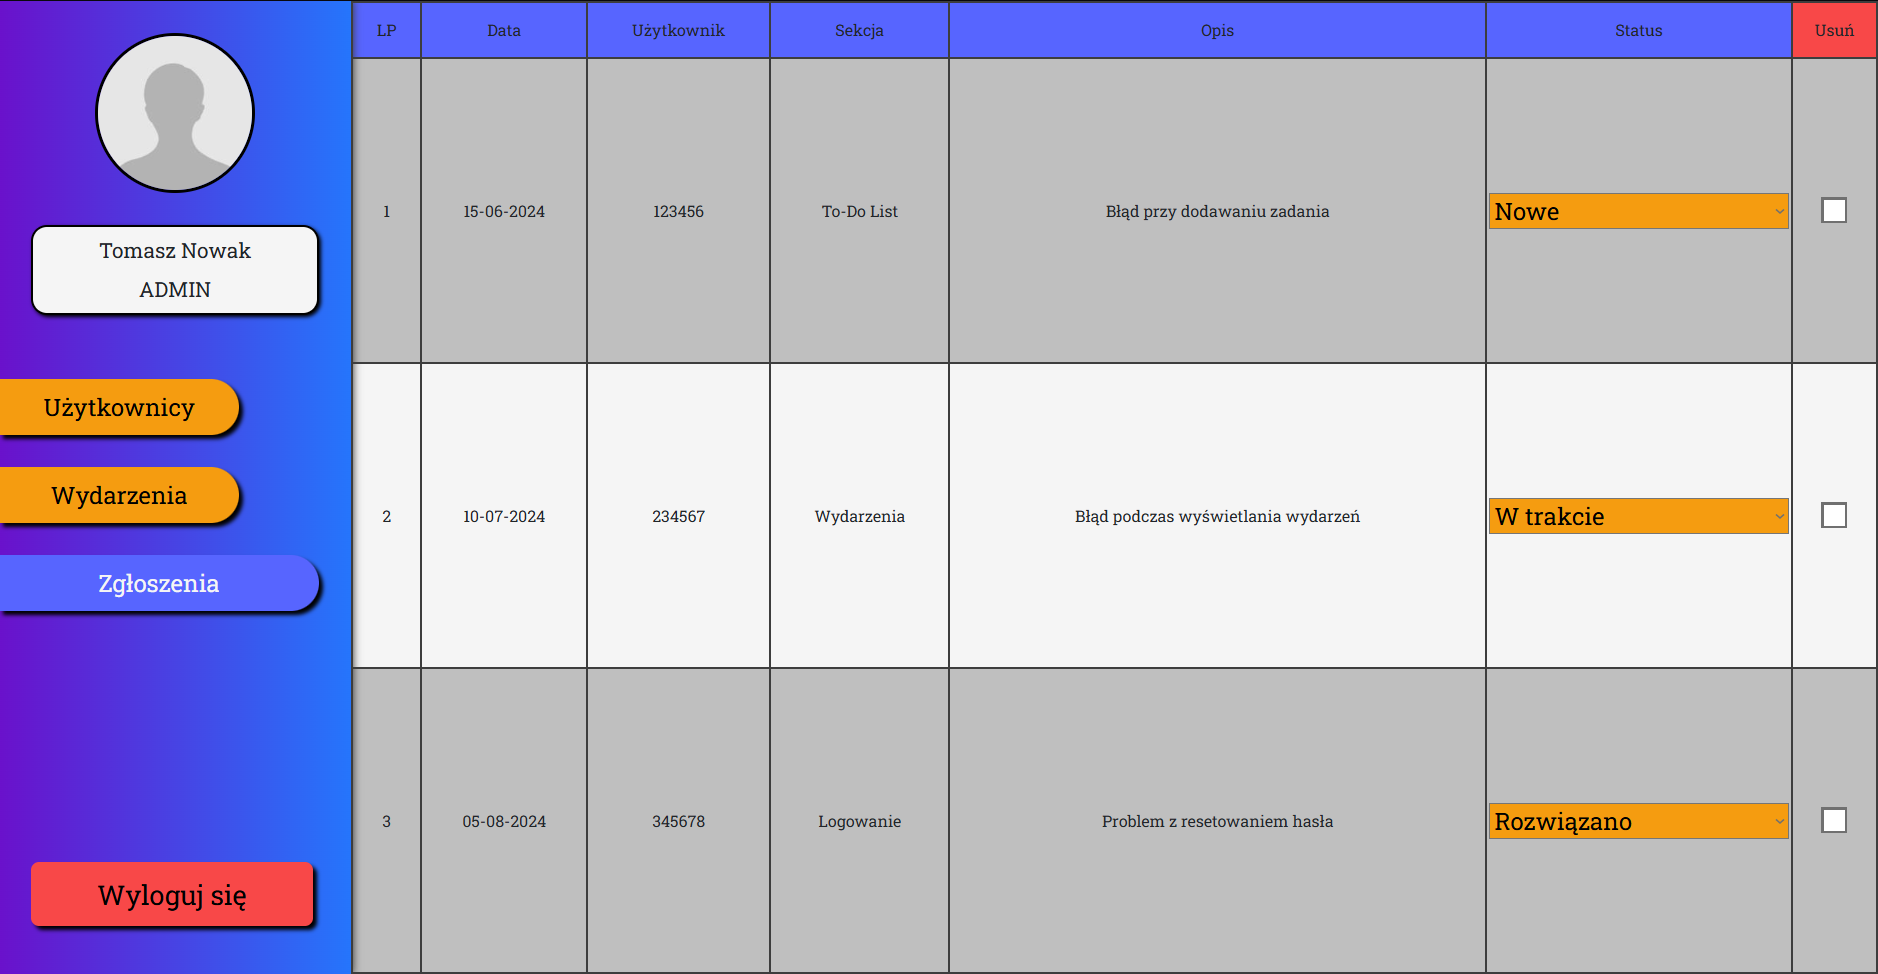 Tomasz Nowak
ADMIN
Użytkownicy
Wydarzenia
Zgłoszenia
Wyloguj się
LP Data Użytkownik Sekcja Opis Status Usuń
1 15-06-2024 123456 To-Do List Błąd przy dodawaniu zadania Nowe
2 10-07-2024 234567 Wydarzenia Błąd podczas wyświetlania wydarzeń W trakcie
3 05-08-2024 345678 Logowanie Problem z resetowaniem hasła Rozwiązano